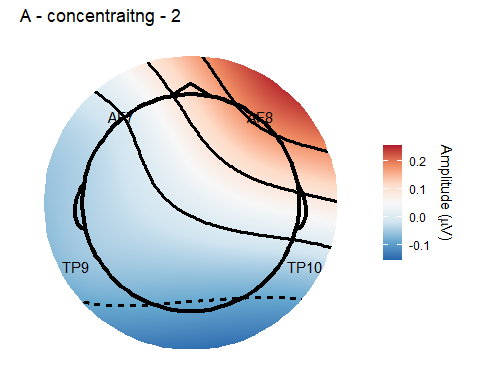 A - concentraitng - 2
AF7
AF8
TP9
TP10
Amplitude (μV)
0.2
0.1
0.0
-0.1